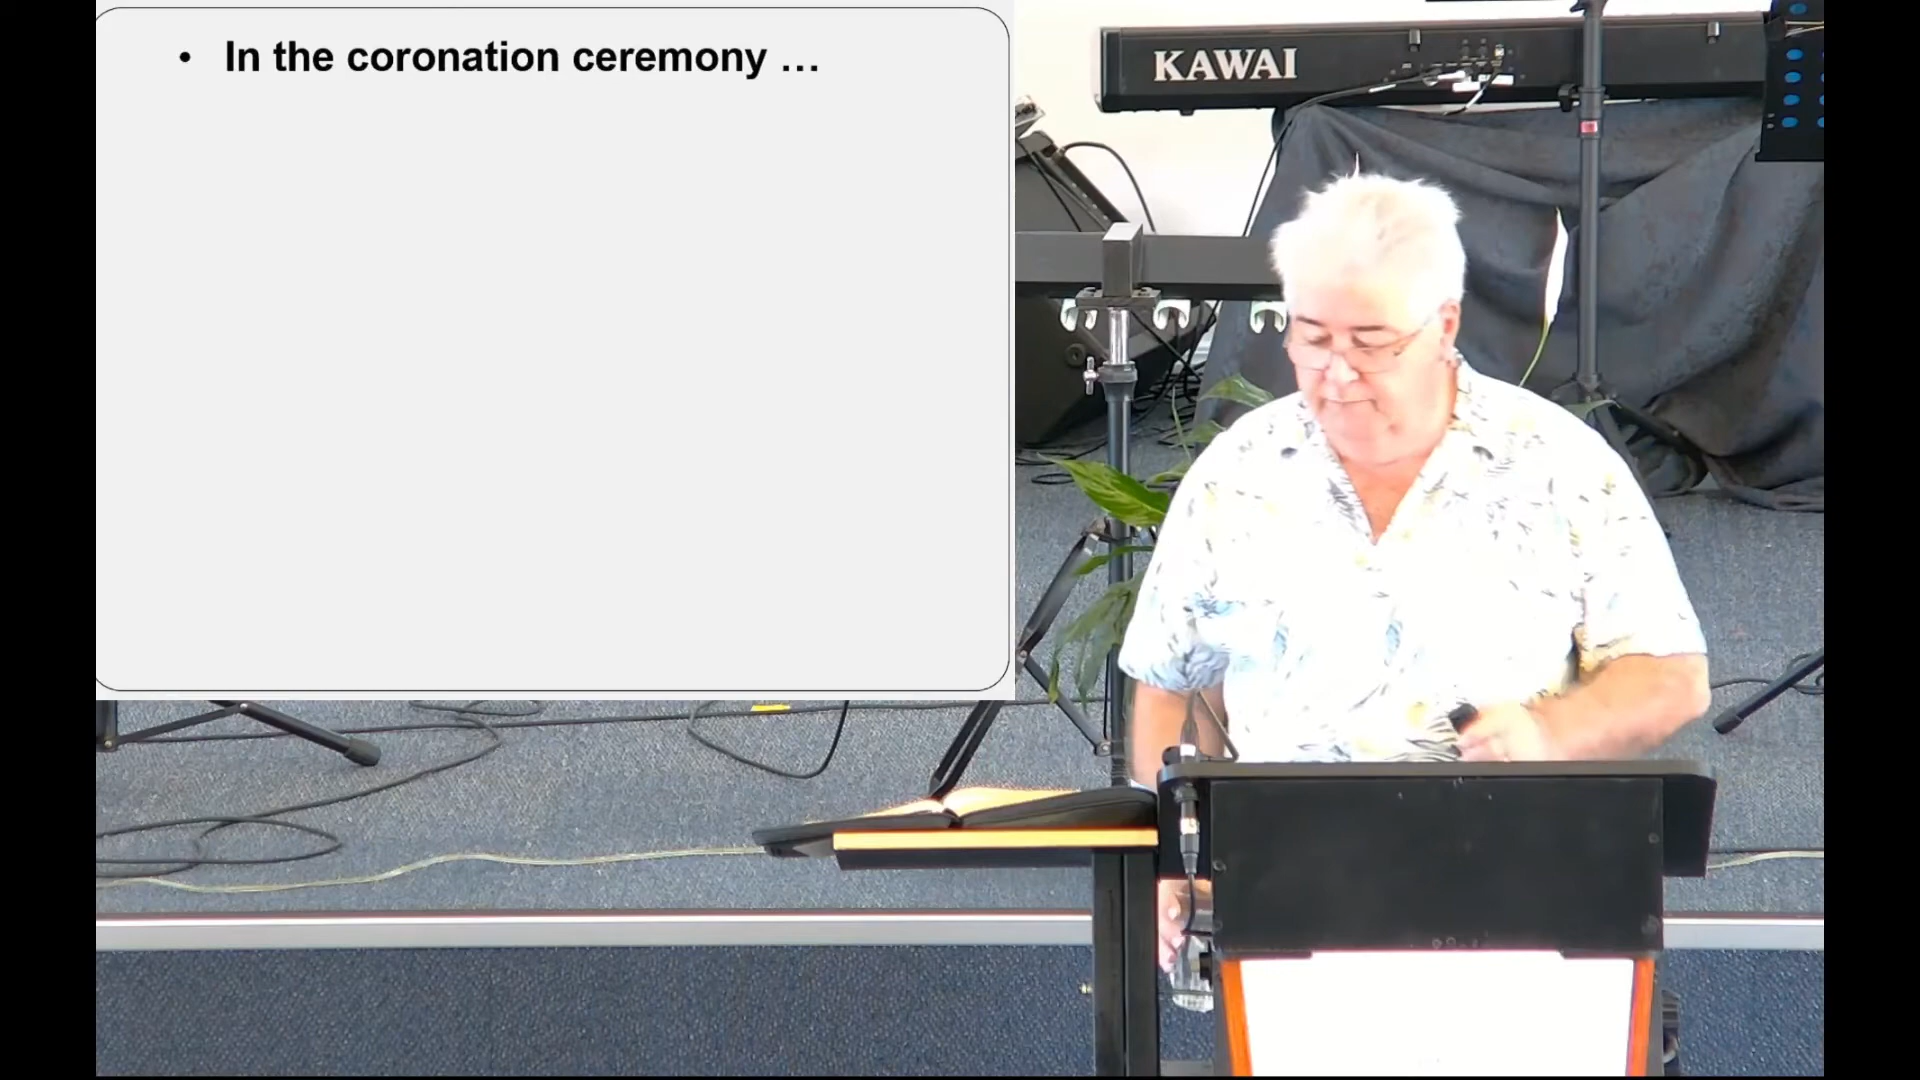 • In the coronation ceremony …
KAWAI